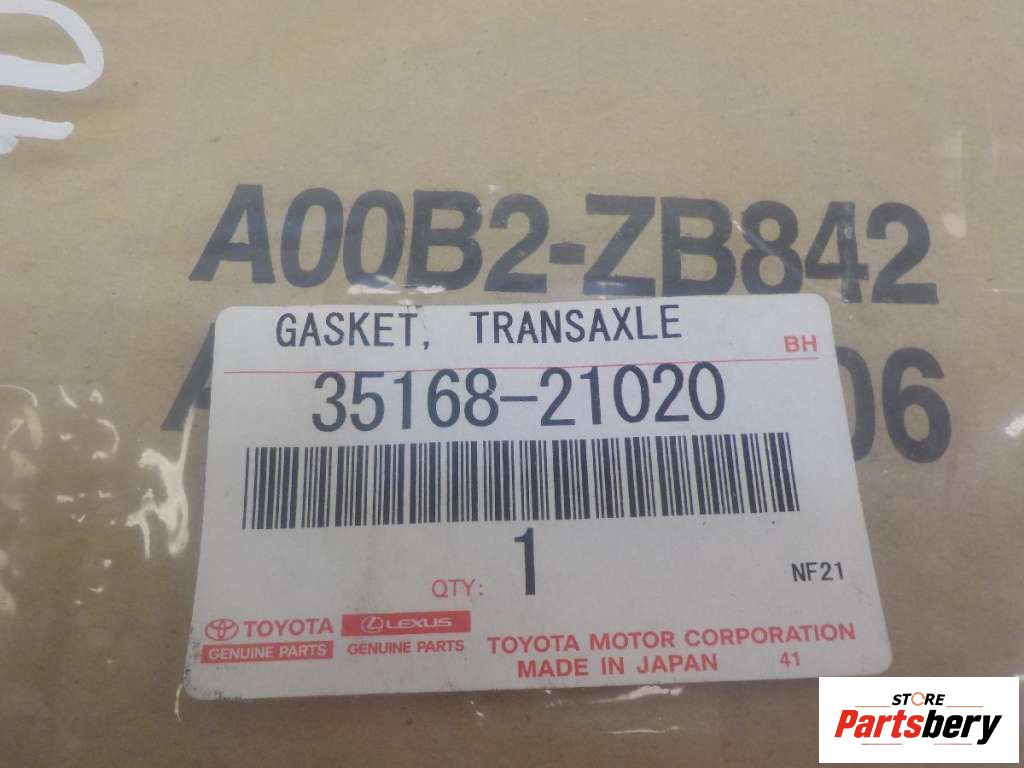 A00B2-ZB842
GASKET, TRANSAXLE
BH
35168-21020
06
QTY: 1
NF21
TOYOTA
GENUINE PARTS
LEXUS
GENUINE PARTS
TOYOTA MOTOR CORPORATION
MADE IN JAPAN 41
STORE
Partsbery